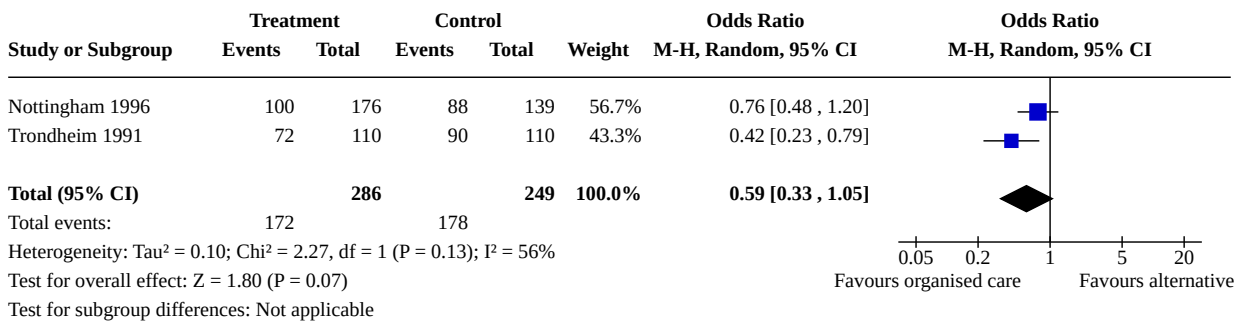 Treatment Control Odds Ratio Odds Ratio
Study or Subgroup Events Total Events Total Weight M-H, Random, 95% CI M-H, Random, 95% CI
Nottingham 1996 100 176 88 139 56.7% 0.76 [0.48 , 1.20]
Trondheim 1991 72 110 90 110 43.3% 0.42 [0.23 , 0.79]
Total (95% CI) 286 249 100.0% 0.59 [0.33 , 1.05]
Total events: 172 178
Heterogeneity: Tau² = 0.10; Chi² = 2.27, df = 1 (P = 0.13); I² = 56%
0.05 0.2 1 5 20
Test for overall effect: Z = 1.80 (P = 0.07) Favours organised care Favours alternative
Test for subgroup differences: Not applicable